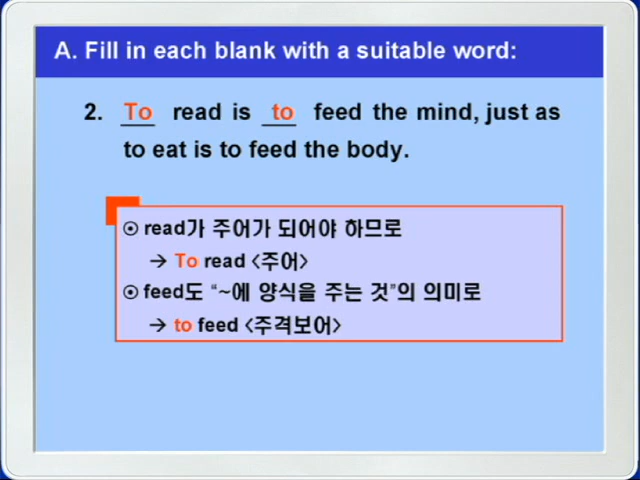 A. Fill in each blank with a suitable word:
2. To read is to feed the mind, just as
to eat is to feed the body.
⊙ read가 주어가 되어야 하므로
→ To read <주어>
⊙ feed도 "~에 양식을 주는 것"의 의미로
→ to feed <주격보어>